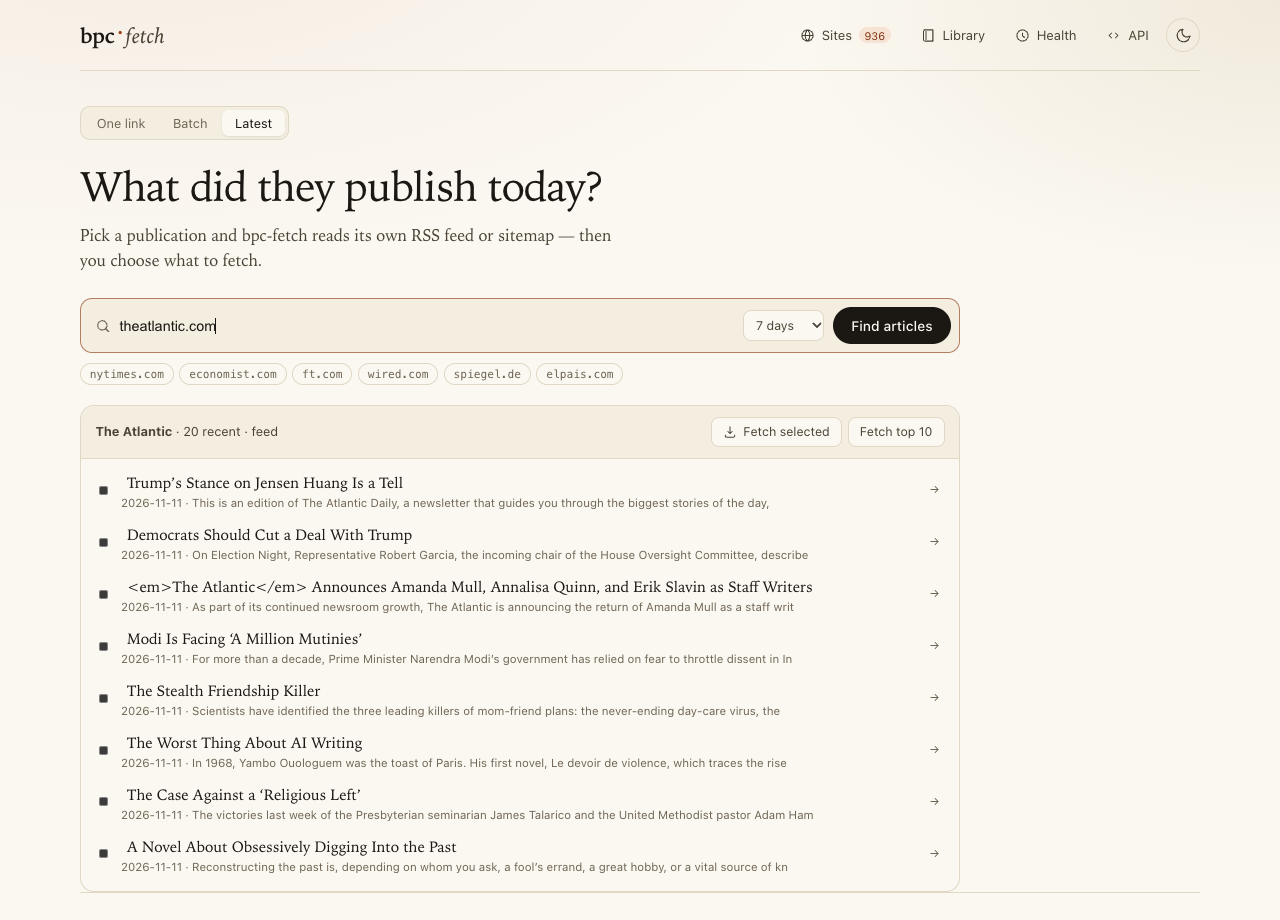 bpc·fetch
Sites 936 Library Health API
One link Batch Latest
What did they publish today?
Pick a publication and bpc-fetch reads its own RSS feed or sitemap — then
you choose what to fetch.
theatlantic.com 7 days Find articles
nytimes.com economist.com ft.com wired.com spiegel.de elpais.com
The Atlantic · 20 recent · feed Fetch selected Fetch top 10
Trump’s Stance on Jensen Huang Is a Tell
2026-11-11 · This is an edition of The Atlantic Daily, a newsletter that guides you through the biggest stories of the day,
Democrats Should Cut a Deal With Trump
2026-11-11 · On Election Night, Representative Robert Garcia, the incoming chair of the House Oversight Committee, describe
<em>The Atlantic</em> Announces Amanda Mull, Annalisa Quinn, and Erik Slavin as Staff Writers
2026-11-11 · As part of its continued newsroom growth, The Atlantic is announcing the return of Amanda Mull as a staff writ
Modi Is Facing ‘A Million Mutinies’
2026-11-11 · For more than a decade, Prime Minister Narendra Modi’s government has relied on fear to throttle dissent in In
The Stealth Friendship Killer
2026-11-11 · Scientists have identified the three leading killers of mom-friend plans: the never-ending day-care virus, the
The Worst Thing About AI Writing
2026-11-11 · In 1968, Yambo Ouologuem was the toast of Paris. His first novel, Le devoir de violence, which traces the rise
The Case Against a ‘Religious Left’
2026-11-11 · The victories last week of the Presbyterian seminarian James Talarico and the United Methodist pastor Adam Ham
A Novel About Obsessively Digging Into the Past
2026-11-11 · Reconstructing the past is, depending on whom you ask, a fool’s errand, a great hobby, or a vital source of kn